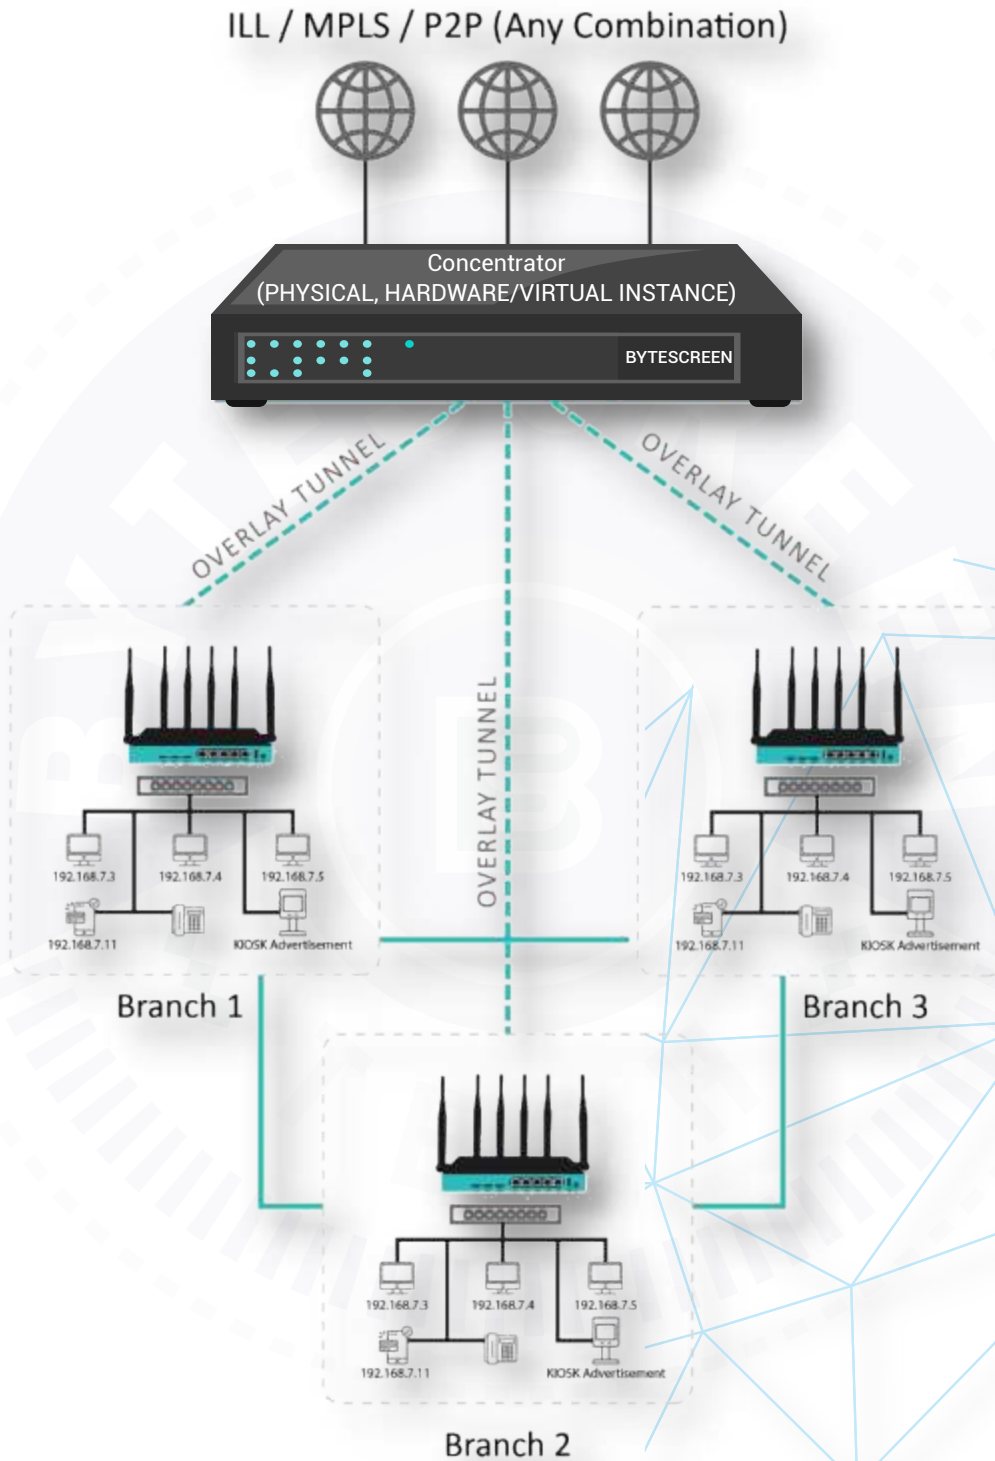 ILL / MPLS / P2P (Any Combination)
Concentrator
(PHYSICAL, HARDWARE/VIRTUAL INSTANCE)
BYTESCREEN
OVERLAY TUNNEL
OVERLAY TUNNEL
OVERLAY TUNNEL
192.168.7.3
192.168.7.4
192.168.7.5
192.168.7.11
KIOSK Advertisement
Branch 1
192.168.7.3
192.168.7.4
192.168.7.5
192.168.7.11
KIOSK Advertisement
Branch 3
192.168.7.3
192.168.7.4
192.168.7.5
192.168.7.11
KIOSK Advertisement
Branch 2